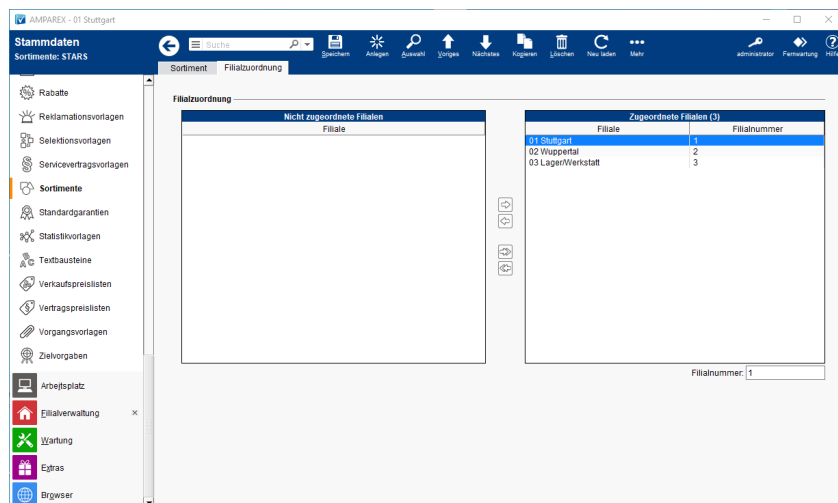 AMPAREX - 01 Stuttgart
Stammdaten
Sortimente: STARS
Suche
Speichern
Anlegen
Auswahl
Voriges
Nächstes
Kopieren
Löschen
Neu laden
Mehr
administrator
Fernwartung
Hilfe
Sortiment
Filialzuordnung
Rabatte
Reklamationsvorlagen
Selektionsvorlagen
Servicevertragsvorlagen
Sortimente
Standardgarantien
Statistikvorlagen
Textbausteine
Verkaufspreislisten
Vertragspreislisten
Vorgangsvorlagen
Zielvorgaben
Arbeitsplatz
Filialverwaltung
Wartung
Extras
Browser
Filialzuordnung
Nicht zugeordnete Filialen
Filiale
Zugeordnete Filialen (3)
Filiale Filialnummer
01 Stuttgart 1
02 Wuppertal 2
03 Lager/Werkstatt 3
Filialnummer: 1